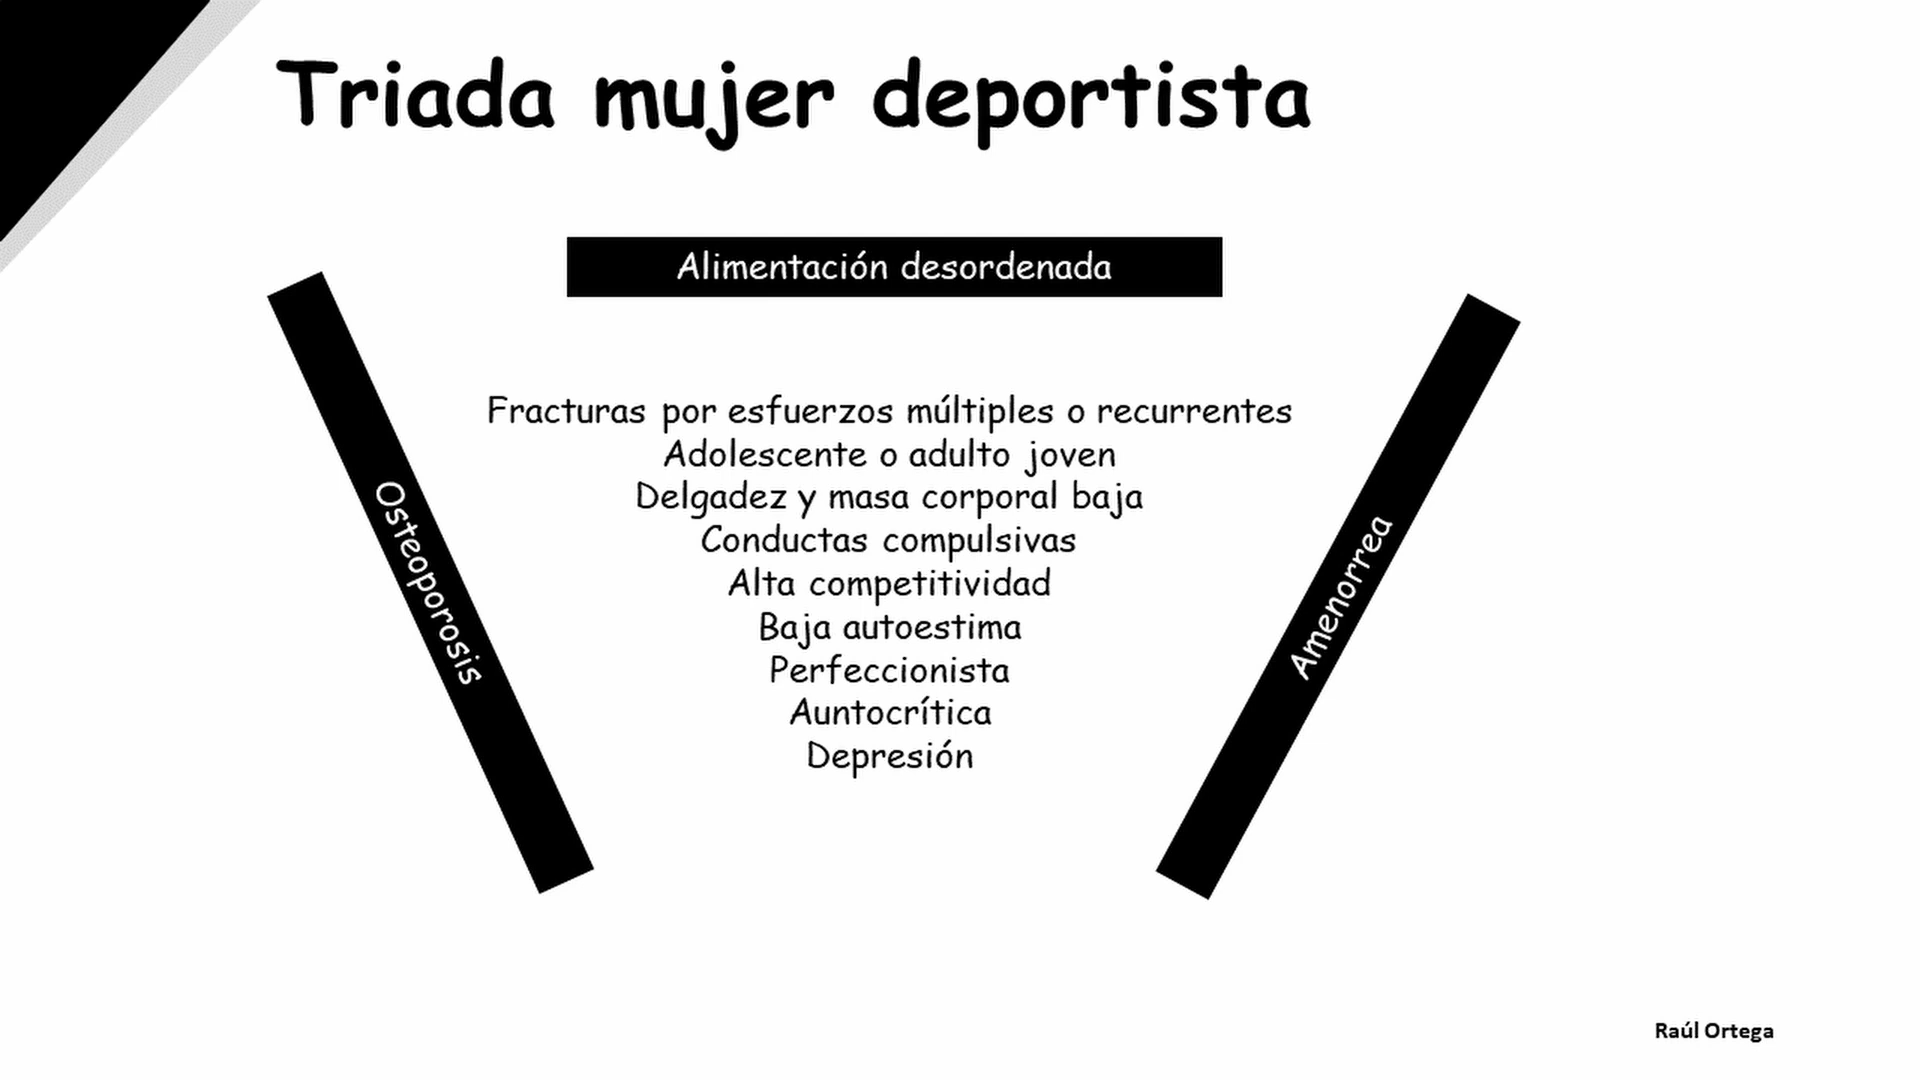 Triada mujer deportista
Alimentación desordenada
Osteoporosis
Fracturas por esfuerzos múltiples o recurrentes
Adolescente o adulto joven
Delgadez y masa corporal baja
Conductas compulsivas
Alta competitividad
Baja autoestima
Perfeccionista
Auntocrítica
Depresión
Amenorrea
Raúl Ortega